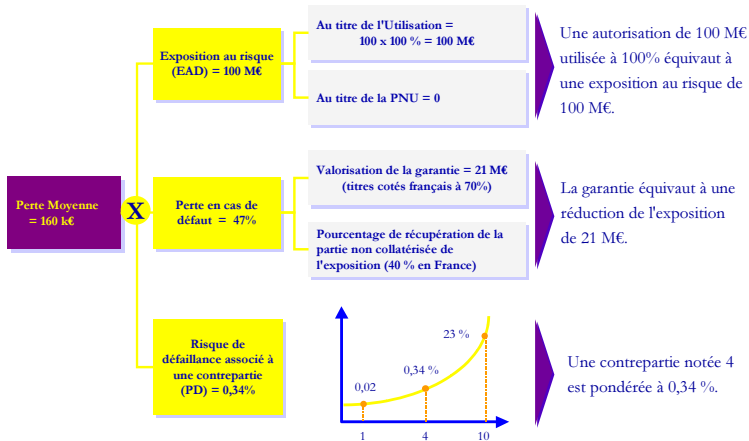 Perte Moyenne
= 160 k€
X
Exposition au risque
(EAD) = 100 M€
Au titre de l'Utilisation =
100 x 100 % = 100 M€
Au titre de la PNU = 0
Une autorisation de 100 M€
utilisée à 100% équivaut à
une exposition au risque de
100 M€.
Perte en cas de
défaut = 47%
Valorisation de la garantie = 21 M€
(titres cotés français à 70%)
Pourcentage de récupération de la
partie non collatérisée de
l'exposition (40 % en France)
La garantie équivaut à une
réduction de l'exposition
de 21 M€.
Risque de
défaillance associé à
une contrepartie
(PD) = 0,34%
23 %
0,34 %
0,02
1 4 10
Une contrepartie notée 4
est pondérée à 0,34 %.